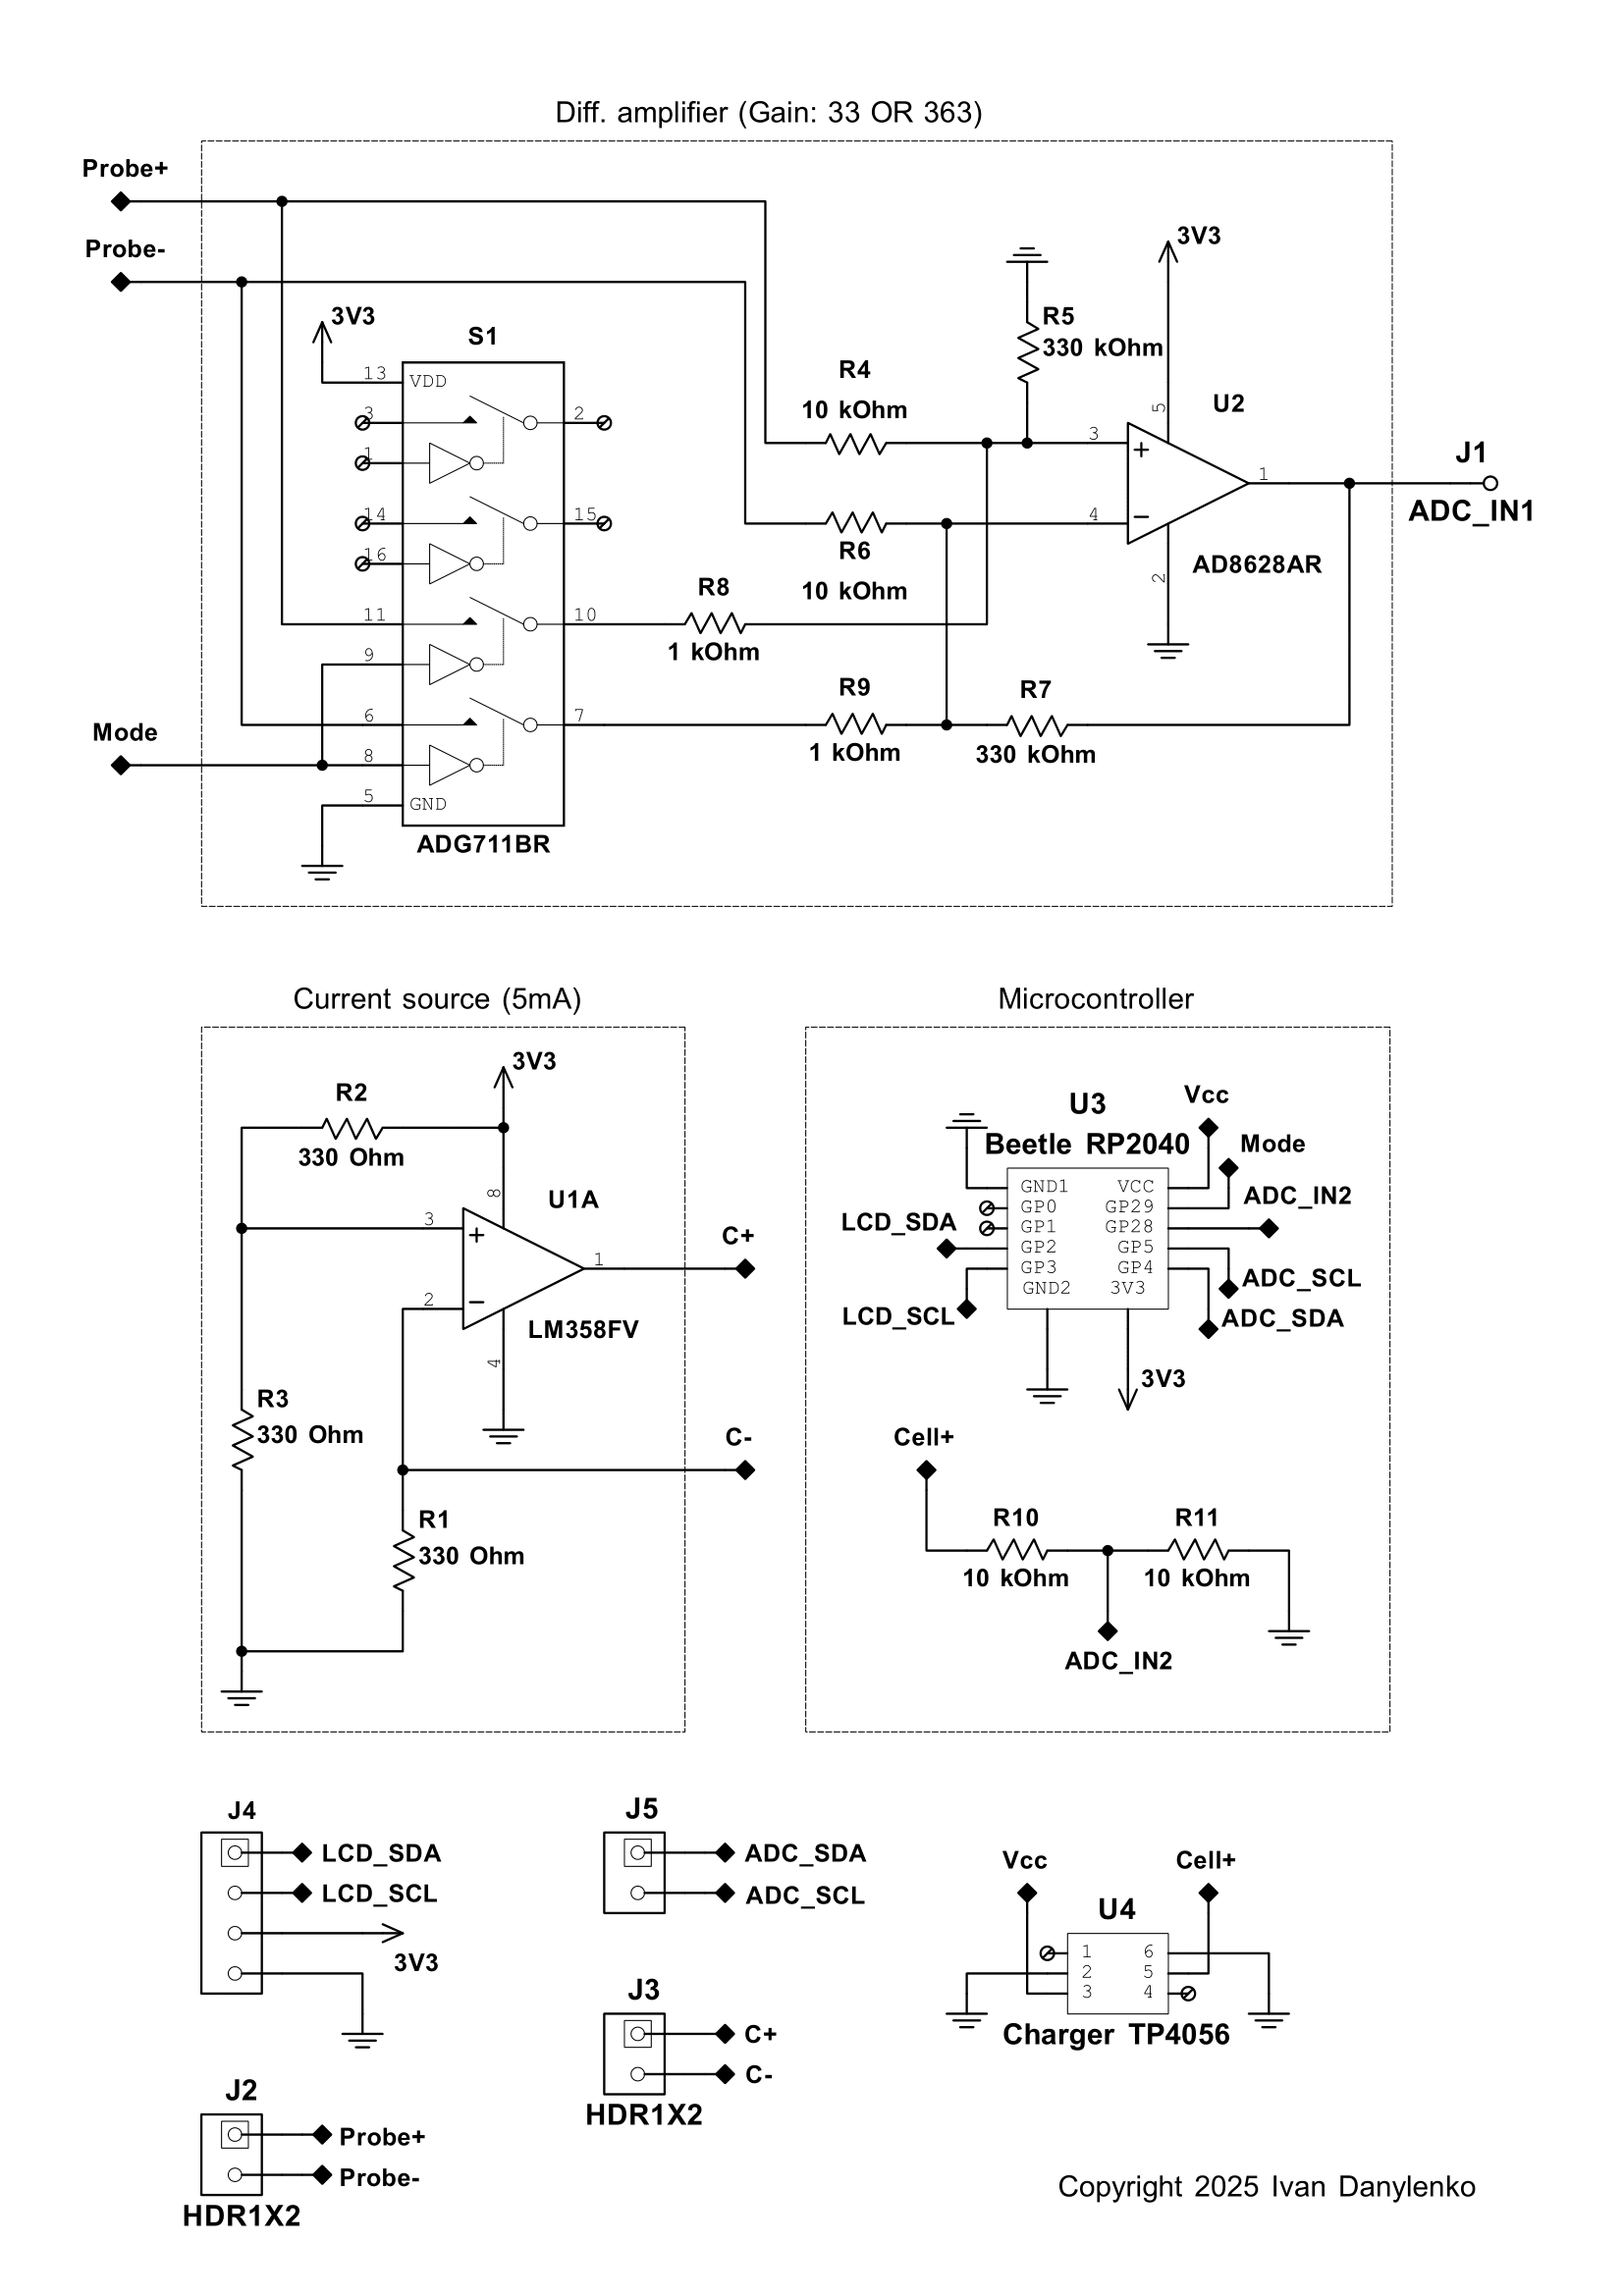 Diff. amplifier (Gain: 33 OR 363)
Probe+
Probe-
3V3
S1
13
VDD
3
2
1
14
15
16
11
10
9
6
7
8
5
GND
ADG711BR
Mode
R8
1 kOhm
R4
10 kOhm
R6
10 kOhm
R9
1 kOhm
R7
330 kOhm
R5
330 kOhm
3V3
U2
5
3
+
4
−
1
2
AD8628AR
J1
ADC_IN1
Current source (5mA)
3V3
R2
330 Ohm
8
U1A
3
+
2
−
1
4
LM358FV
C+
C-
R3
330 Ohm
R1
330 Ohm
Microcontroller
U3
Beetle RP2040
Vcc
Mode
ADC_IN2
ADC_SCL
ADC_SDA
LCD_SDA
LCD_SCL
GND1 VCC
GP0 GP29
GP1 GP28
GP2 GP5
GP3 GP4
GND2 3V3
3V3
Cell+
R10
10 kOhm
R11
10 kOhm
ADC_IN2
J4
LCD_SDA
LCD_SCL
3V3
J5
ADC_SDA
ADC_SCL
Vcc
Cell+
U4
1 6
2 5
3 4
Charger TP4056
J3
C+
C-
HDR1X2
J2
Probe+
Probe-
HDR1X2
Copyright 2025 Ivan Danylenko